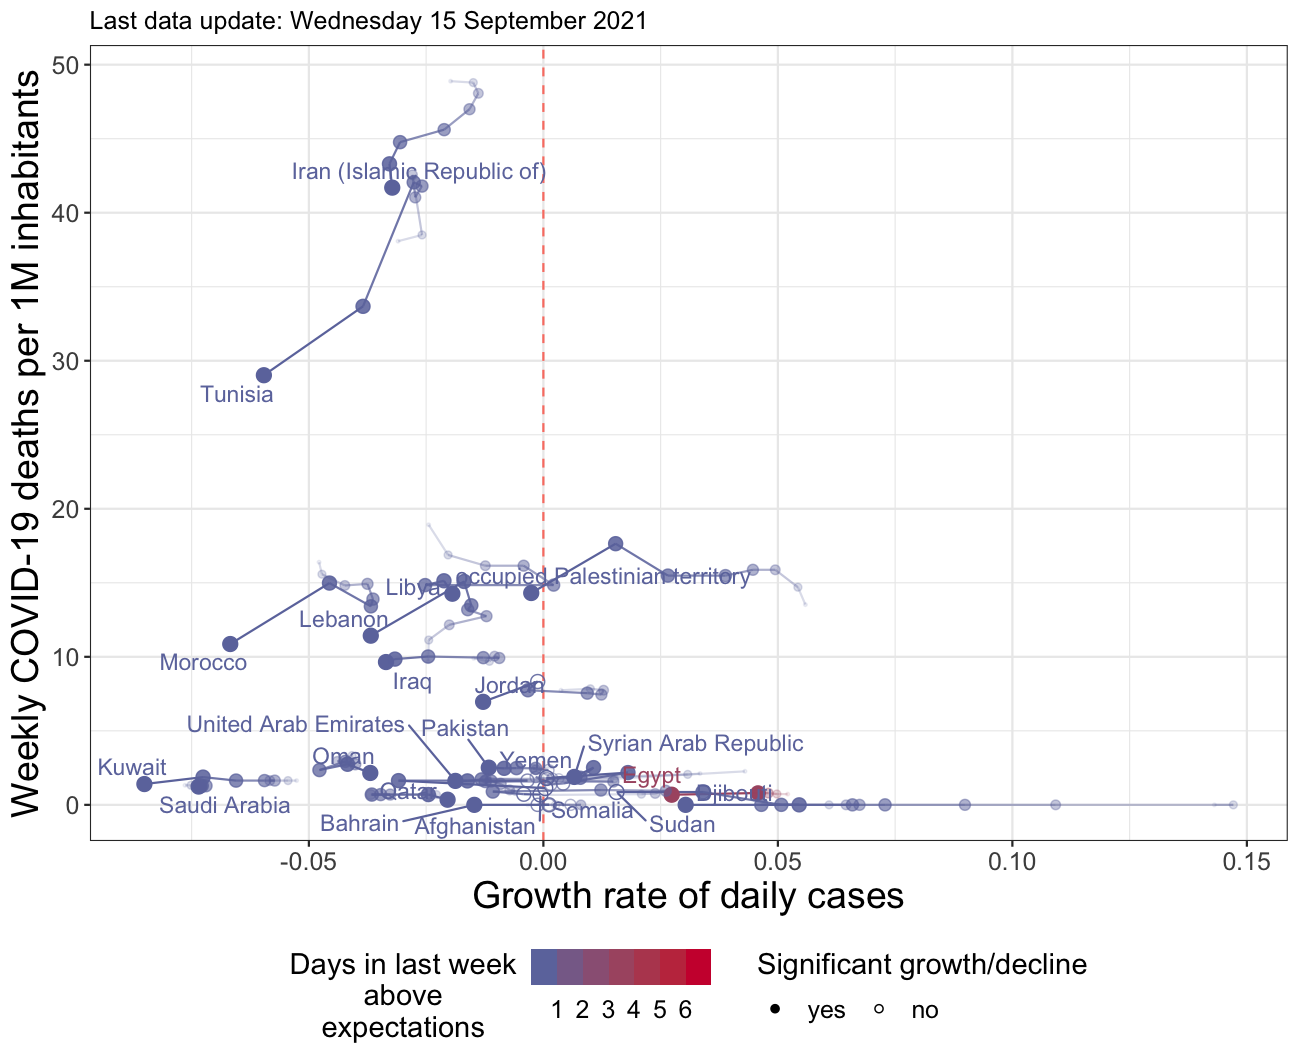 Last data update: Wednesday 15 September 2021
Weekly COVID-19 deaths per 1M inhabitants
50
40
30
20
10
0
Iran (Islamic Republic of)
Tunisia
occupied Palestinian territory
Libya
Lebanon
Morocco
Iraq
Jordan
United Arab Emirates
Pakistan
Syrian Arab Republic
Oman
Yemen
Kuwait
Egypt
Qatar
Djibouti
Saudi Arabia
Somalia
Bahrain
Afghanistan
Sudan
-0.05
0.00
0.05
0.10
0.15
Growth rate of daily cases
Days in last week
above
expectations
1 2 3 4 5 6
Significant growth/decline
yes
no